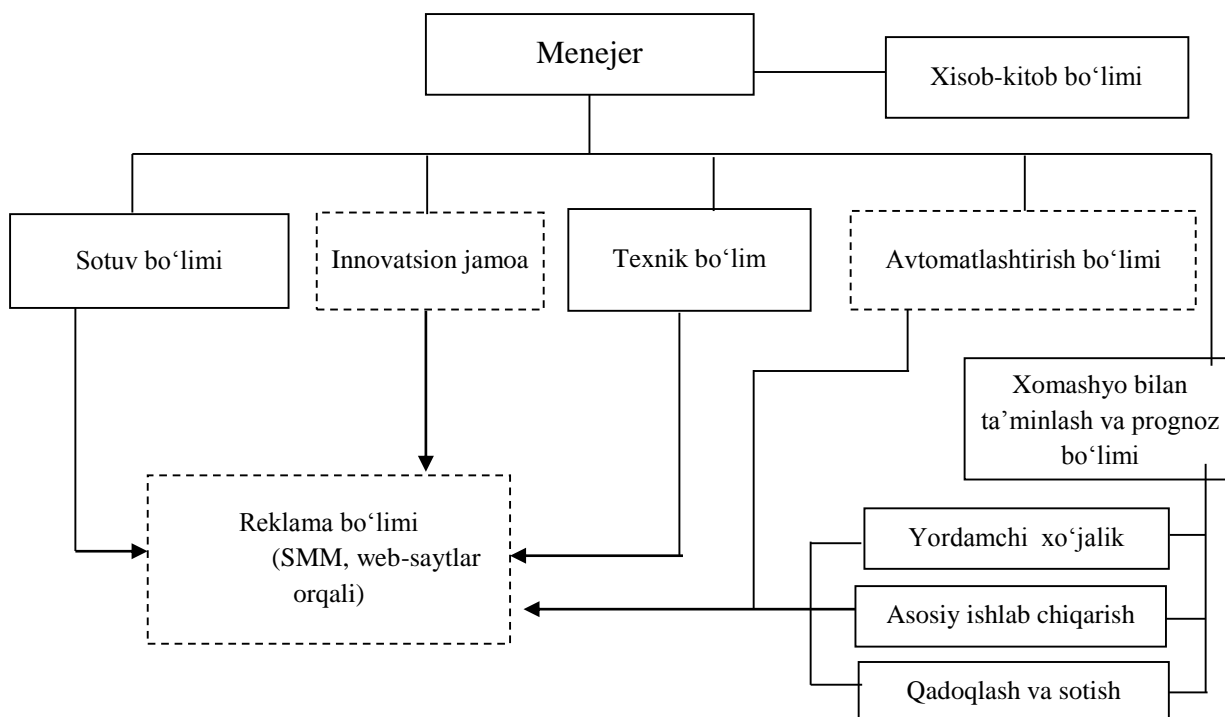 Menejer
Xisob-kitob bo‘limi
Sotuv bo‘limi
Innovatsion jamoa
Texnik bo‘lim
Avtomatlashtirish bo‘limi
Xomashyo bilan
ta’minlash va prognoz
bo‘limi
Reklama bo‘limi
(SMM, web-saytlar
orqali)
Yordamchi xo‘jalik
Asosiy ishlab chiqarish
Qadoqlash va sotish